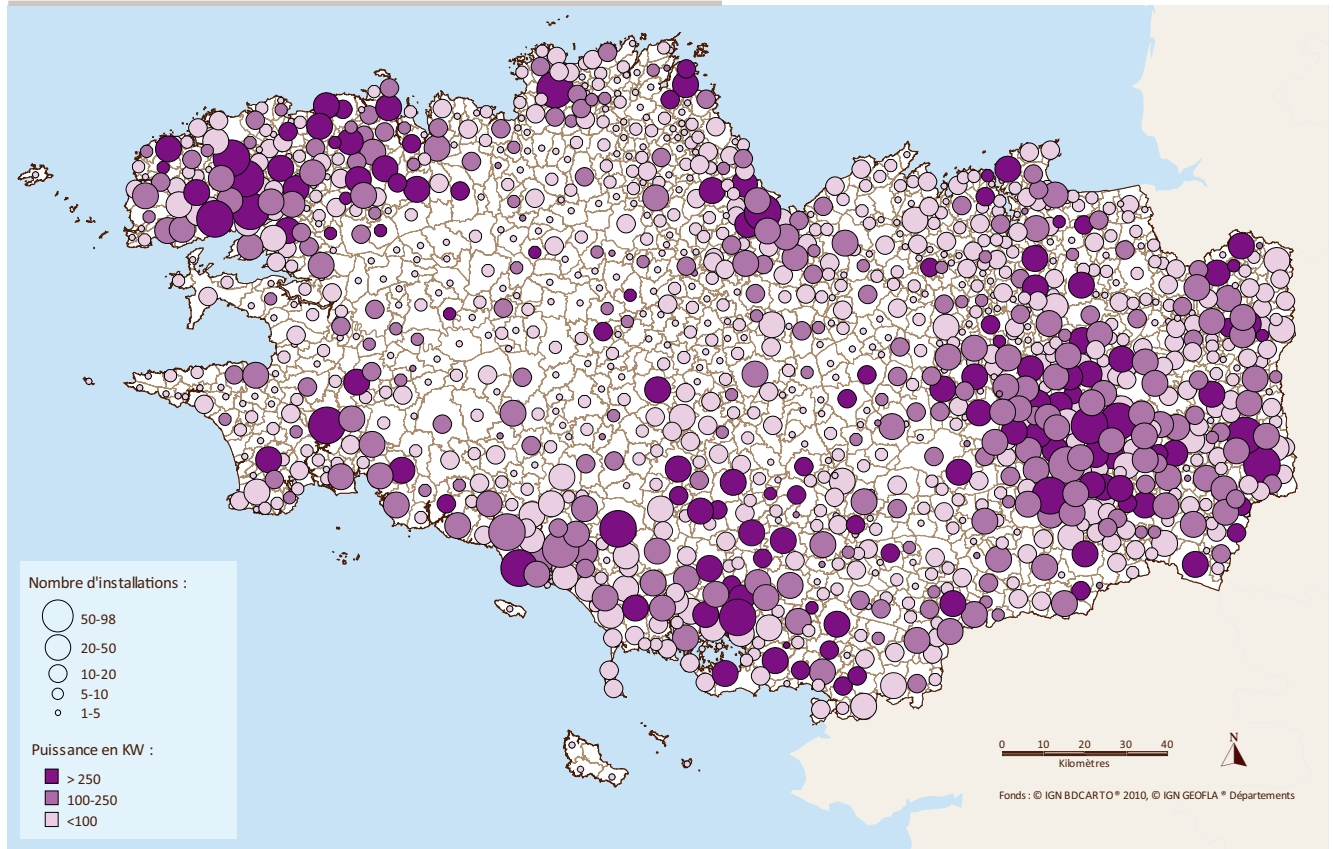 Nombre d'installations :
50-98
20-50
10-20
5-10
1-5
Puissance en KW :
> 250
100-250
<100
N
0 10 20 30 40
Kilomètres
Fonds : © IGN BDCARTO ® 2010, © IGN GEOFLA ® Départements